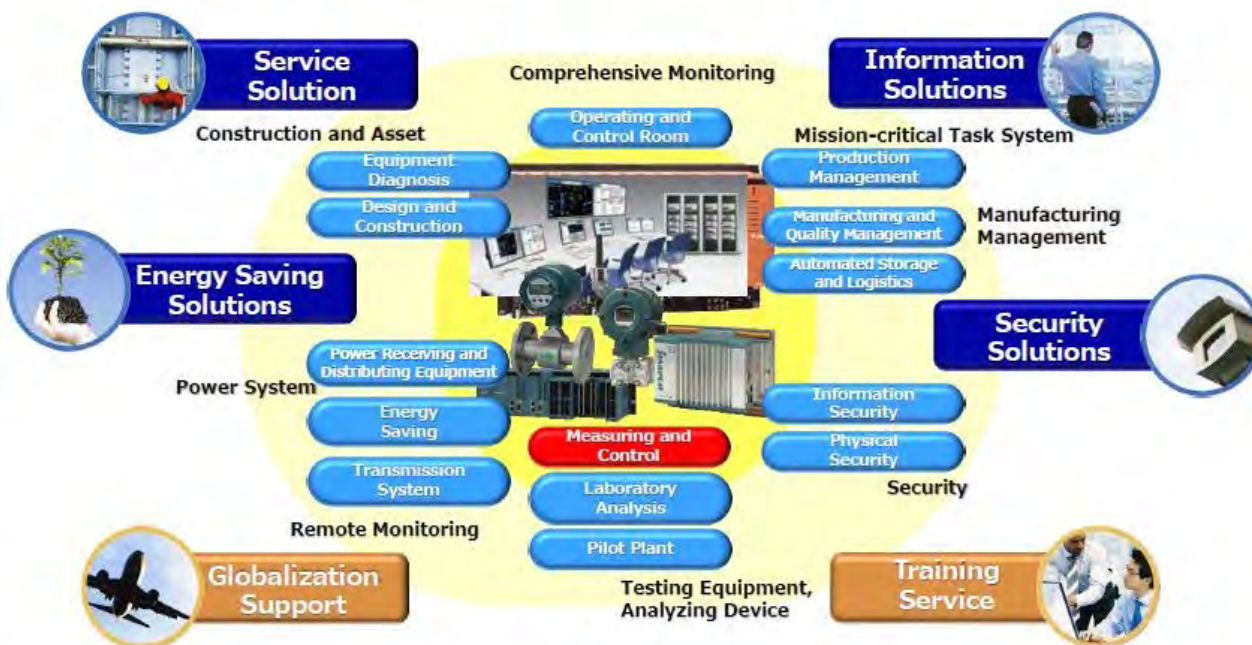 Service
Solution
Comprehensive Monitoring
Information
Solutions
Construction and Asset
Operating and
Control Room
Mission-critical Task System
Equipment
Diagnosis
Production
Management
Design and
Construction
Manufacturing and
Quality Management
Manufacturing
Management
Energy Saving
Solutions
Automated Storage
and Logistics
Security
Solutions
Power Receiving and
Distributing Equipment
Power System
Energy
Saving
Information
Security
Measuring and
Control
Physical
Security
Transmission
System
Laboratory
Analysis
Security
Remote Monitoring
Pilot Plant
Globalization
Support
Testing Equipment,
Analyzing Device
Training
Service